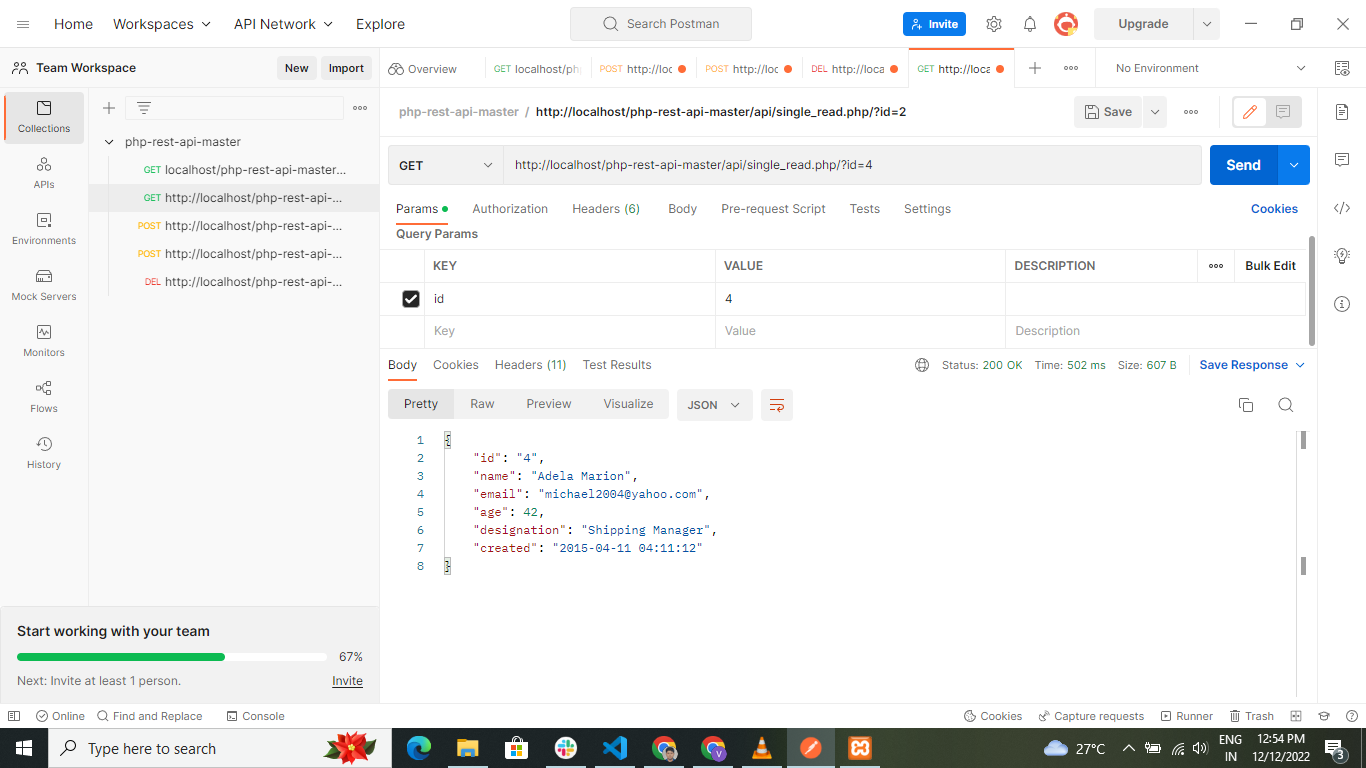 Home Workspaces API Network Explore Search Postman Invite Upgrade
Team Workspace New Import Overview GET localhost/php POST http://loc POST http://loc DEL http://loca GET http://loca No Environment
Collections
APIs
Environments
Mock Servers
Monitors
Flows
History
php-rest-api-master
GET localhost/php-rest-api-master...
GET http://localhost/php-rest-api-...
POST http://localhost/php-rest-api-...
POST http://localhost/php-rest-api-...
DEL http://localhost/php-rest-api-...
Start working with your team
67%
Next: Invite at least 1 person. Invite
php-rest-api-master / http://localhost/php-rest-api-master/api/single_read.php/?id=2 Save
GET http://localhost/php-rest-api-master/api/single_read.php/?id=4 Send
Params Authorization Headers (6) Body Pre-request Script Tests Settings Cookies
Query Params
KEY VALUE DESCRIPTION Bulk Edit
id 4
Key Value Description
Body Cookies Headers (11) Test Results Status: 200 OK Time: 502 ms Size: 607 B Save Response
Pretty Raw Preview Visualize JSON
1 {
2 "id": "4",
3 "name": "Adela Marion",
4 "email": "michael2004@yahoo.com",
5 "age": 42,
6 "designation": "Shipping Manager",
7 "created": "2015-04-11 04:11:12"
8 }
Online Find and Replace Console Cookies Capture requests Runner Trash
Type here to search 27°C ENG 12:54 PM
IN 12/12/2022 3